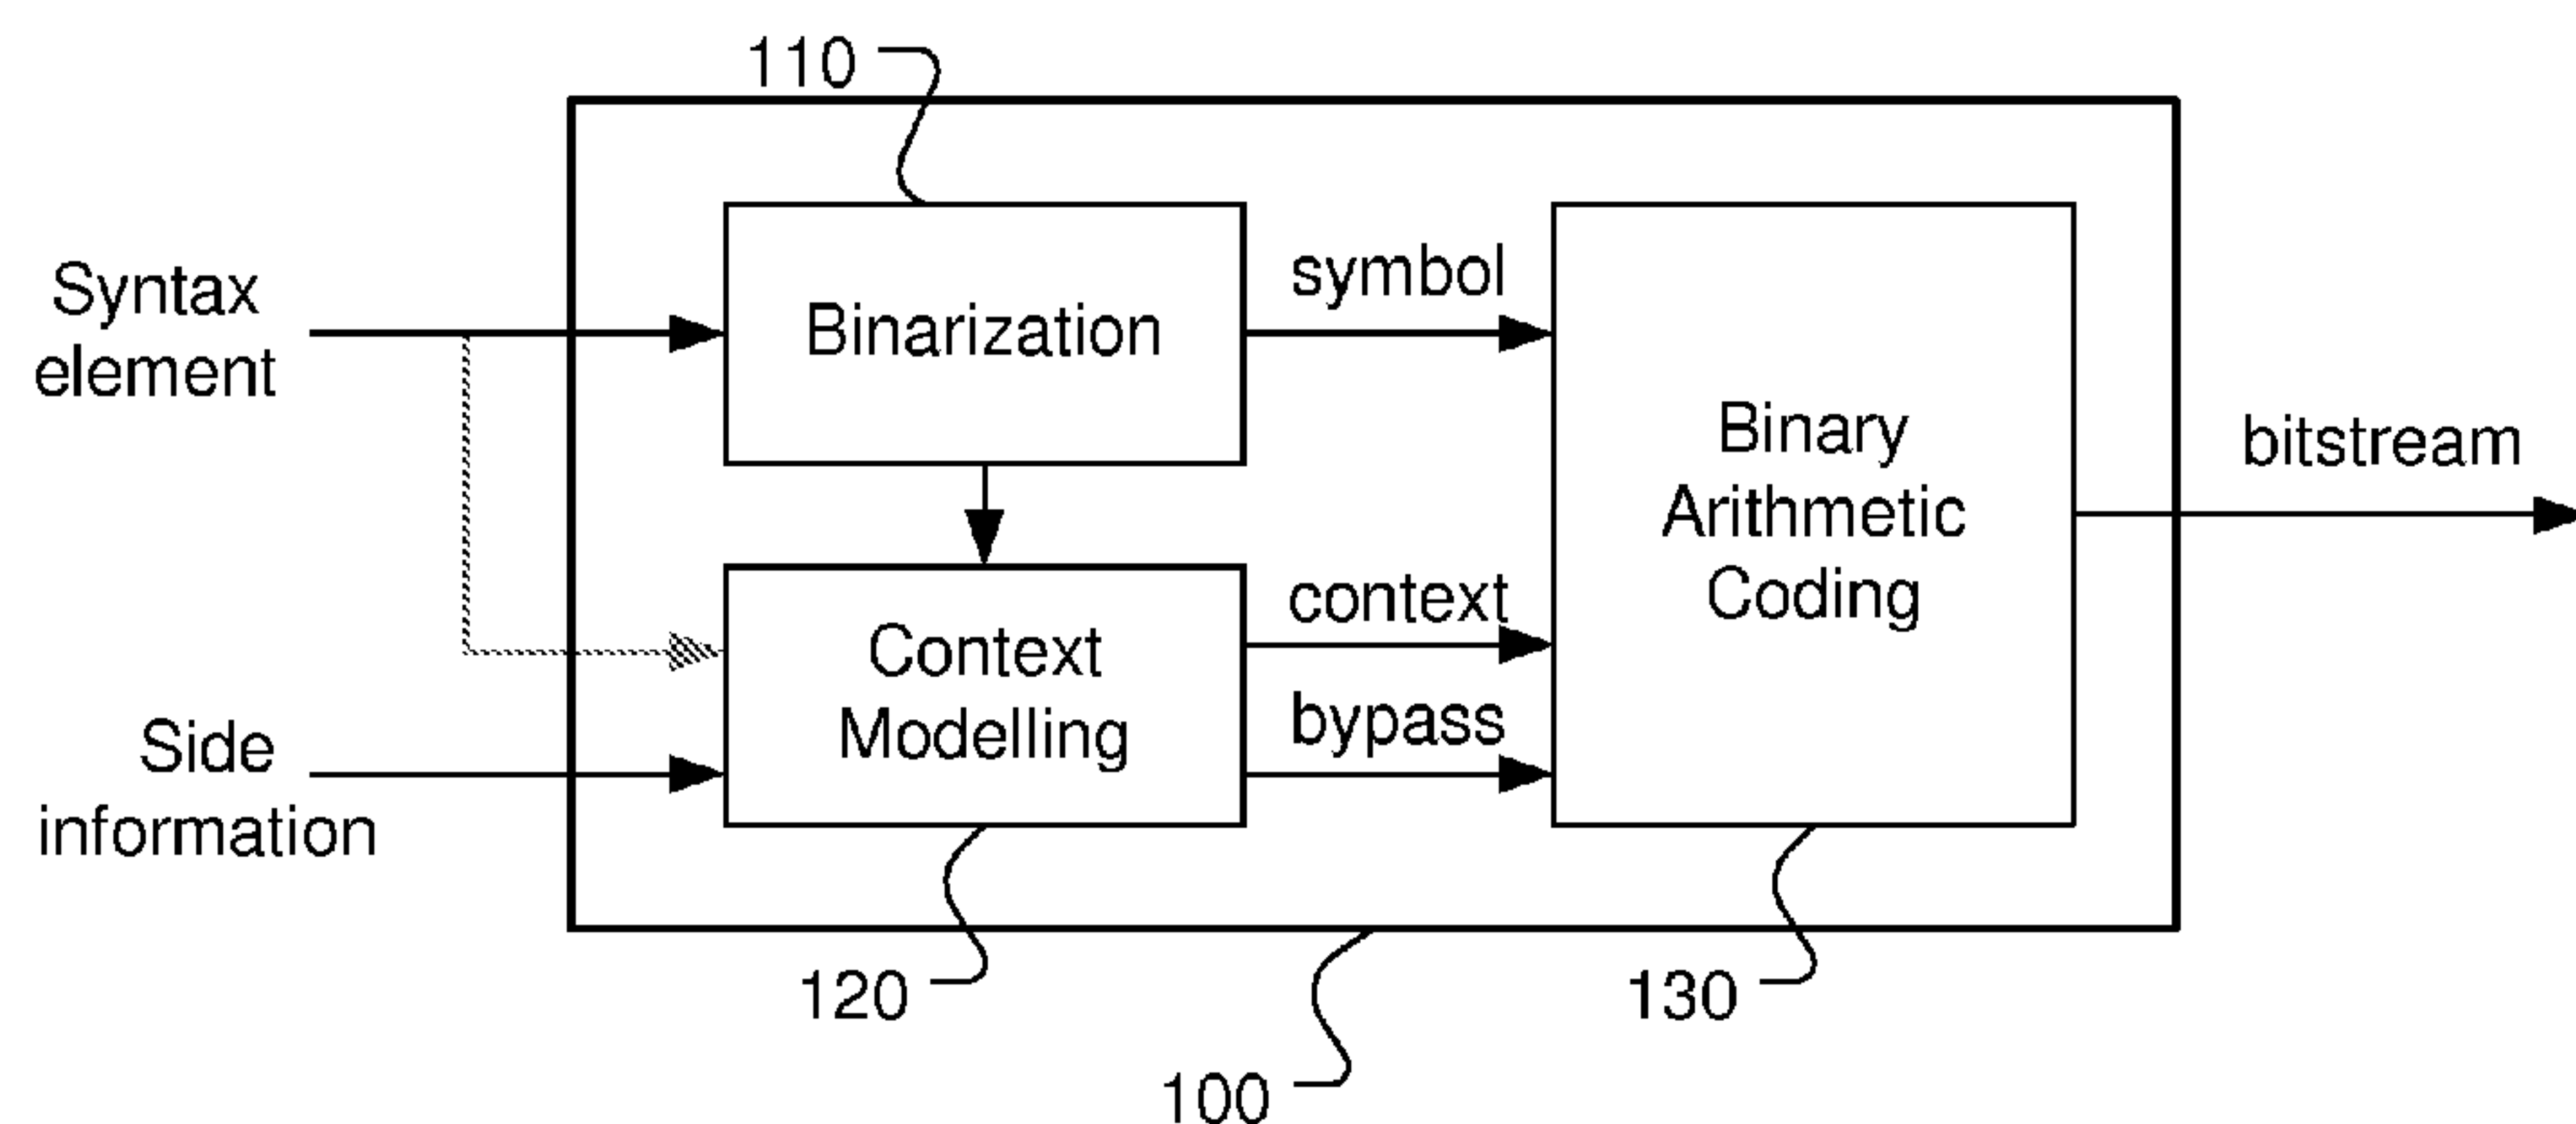 110
Syntax
element
Binarization
symbol
Binary
Arithmetic
Coding
bitstream
Context
Modelling
context
bypass
Side
information
120
130
100